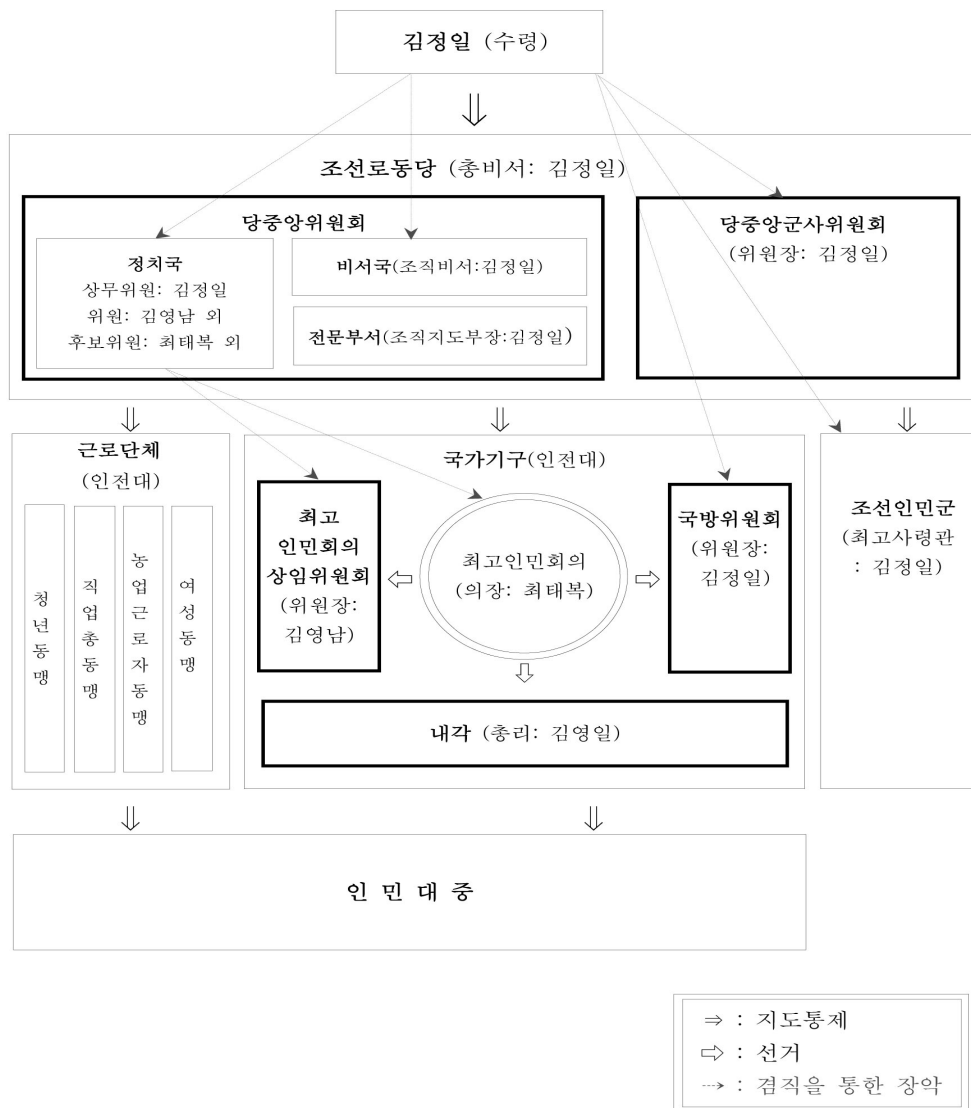 김정일 (수령)
조선로동당 (총비서: 김정일)
당중앙위원회
정치국
상무위원: 김정일
위원: 김영남 외
후보위원: 최태복 외
비서국(조직비서:김정일)
전문부서(조직지도부장:김정일)
당중앙군사위원회
(위원장: 김정일)
근로단체
(인전대)
청년동맹
직업총동맹
농업근로자동맹
여성동맹
국가기구(인전대)
최고
인민회의
상임위원회
(위원장:
김영남)
최고인민회의
(의장: 최태복)
국방위원회
(위원장:
김정일)
내각 (총리: 김영일)
조선인민군
(최고사령관
: 김정일)
인 민 대 중
⇒ : 지도통제
⇨ : 선거
⤏ : 겸직을 통한 장악